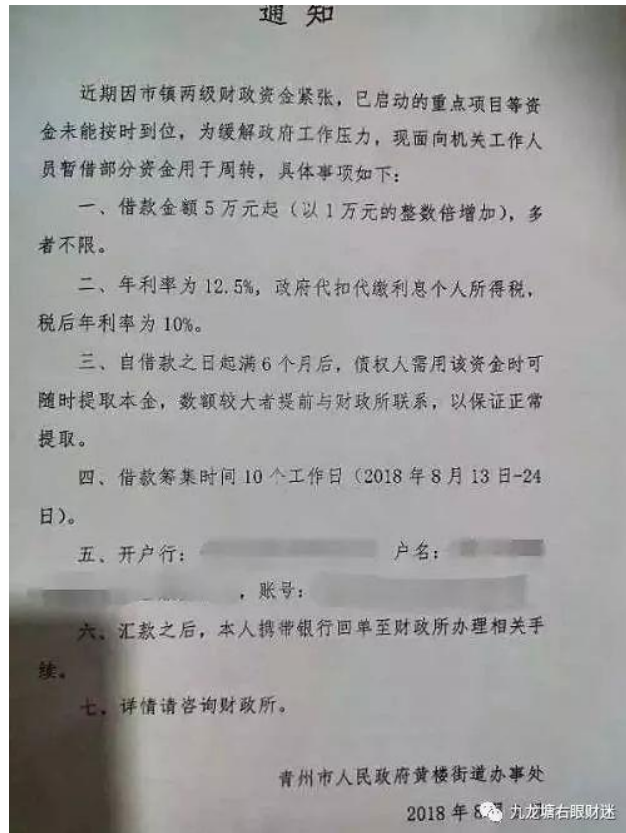 通 知
近期因市镇两级财政资金紧张，已启动的重点项目等资
金未能按时到位，为缓解政府工作压力，现面向机关工作人
员暂借部分资金用于周转，具体事项如下：
一、借款金额5万元起（以1万元的整数倍增加），多
者不限。
二、年利率为12.5%，政府代扣代缴利息个人所得税，
税后年利率为10%。
三、自借款之日起满6个月后，债权人需用该资金时可
随时提取本金，数额较大者提前与财政所联系，以保证正常
提取。
四、借款筹集时间10个工作日（2018年8月13日-24
日）。
五、开户行： 户名：
，账号：
六、汇款之后，本人携带银行回单至财政所办理相关手
续。
七、详情请咨询财政所。
青州市人民政府黄楼街道办事处
2018年8
九龙塘右眼财迷